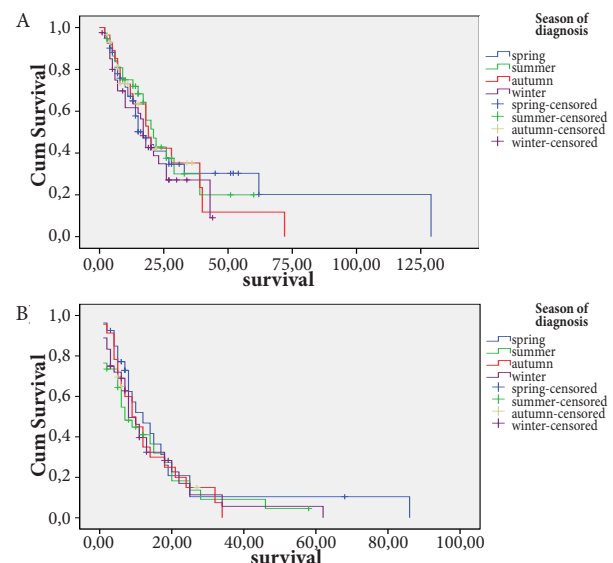 A
Season of
diagnosis
spring
summer
autumn
winter
spring-censored
summer-censored
autumn-censored
winter-censored
Cum Survival
1,0
0,8
0,6
0,4
0,2
0,0
0,00 25,00 50,00 75,00 100,00 125,00
survival
B
Season of
diagnosis
spring
summer
autumn
winter
spring-censored
summer-censored
autumn-censored
winter-censored
Cum Survival
1,0
0,8
0,6
0,4
0,2
0,0
0,00 20,00 40,00 60,00 80,00 100,00
survival